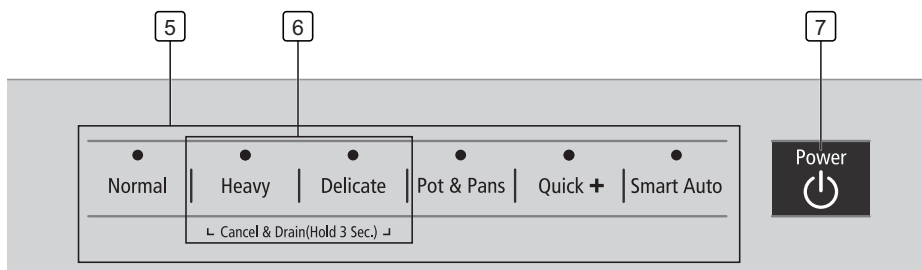 5 6 7
Power
Normal Heavy Delicate Pot & Pans Quick + Smart Auto
Cancel & Drain(Hold 3 Sec.)